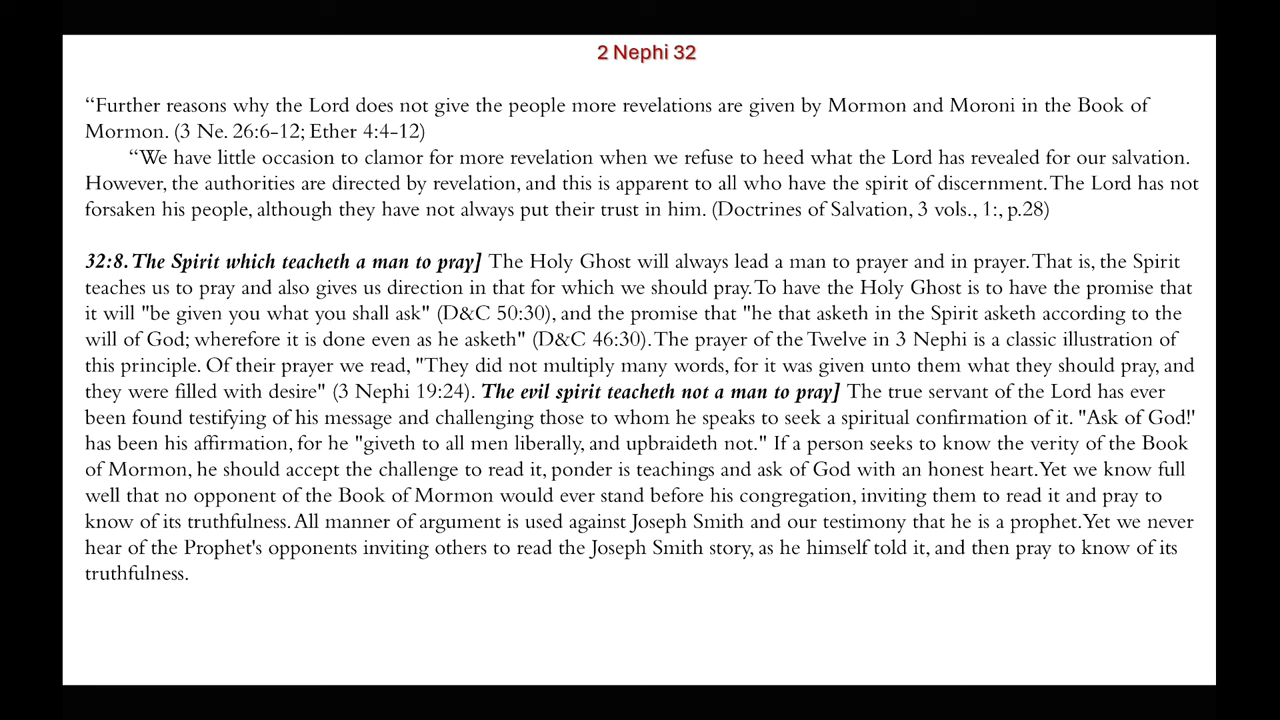 2 Nephi 32
“Further reasons why the Lord does not give the people more revelations are given by Mormon and Moroni in the Book of
Mormon. (3 Ne. 26:6-12; Ether 4:4-12)
“We have little occasion to clamor for more revelation when we refuse to heed what the Lord has revealed for our salvation.
However, the authorities are directed by revelation, and this is apparent to all who have the spirit of discernment. The Lord has not
forsaken his people, although they have not always put their trust in him. (Doctrines of Salvation, 3 vols., 1:, p.28)
32:8. The Spirit which teacheth a man to pray] The Holy Ghost will always lead a man to prayer and in prayer. That is, the Spirit
teaches us to pray and also gives us direction in that for which we should pray. To have the Holy Ghost is to have the promise that
it will "be given you what you shall ask" (D&C 50:30), and the promise that "he that asketh in the Spirit asketh according to the
will of God; wherefore it is done even as he asketh" (D&C 46:30). The prayer of the Twelve in 3 Nephi is a classic illustration of
this principle. Of their prayer we read, "They did not multiply many words, for it was given unto them what they should pray, and
they were filled with desire" (3 Nephi 19:24). The evil spirit teacheth not a man to pray] The true servant of the Lord has ever
been found testifying of his message and challenging those to whom he speaks to seek a spiritual confirmation of it. "Ask of God!'
has been his affirmation, for he "giveth to all men liberally, and upbraideth not." If a person seeks to know the verity of the Book
of Mormon, he should accept the challenge to read it, ponder is teachings and ask of God with an honest heart. Yet we know full
well that no opponent of the Book of Mormon would ever stand before his congregation, inviting them to read it and pray to
know of its truthfulness. All manner of argument is used against Joseph Smith and our testimony that he is a prophet. Yet we never
hear of the Prophet's opponents inviting others to read the Joseph Smith story, as he himself told it, and then pray to know of its
truthfulness.